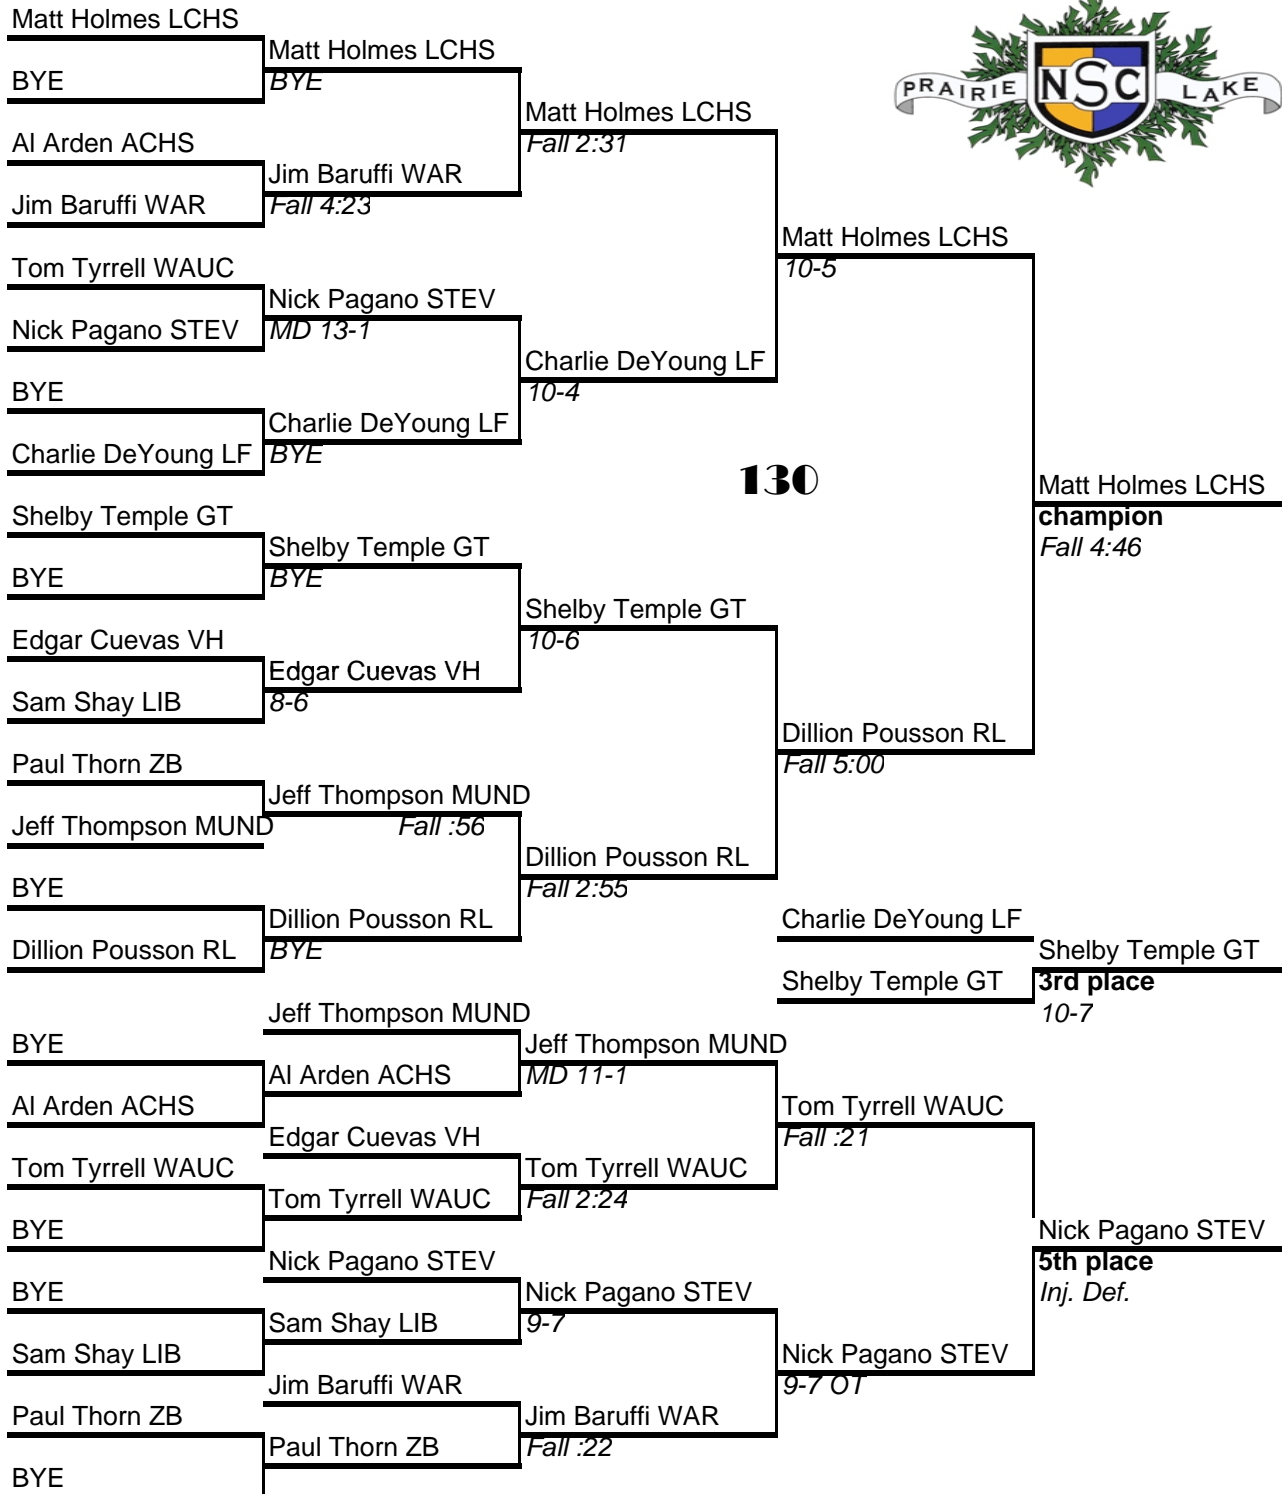 Matt Holmes LCHS
BYE
Al Arden ACHS
Jim Baruffi WAR
Tom Tyrrell WAUC
Nick Pagano STEV
BYE
Charlie DeYoung LF
Shelby Temple GT
BYE
Edgar Cuevas VH
Sam Shay LIB
Paul Thorn ZB
Jeff Thompson MUND
BYE
Dillion Pousson RL
BYE
Al Arden ACHS
Tom Tyrrell WAUC
BYE
BYE
Sam Shay LIB
Paul Thorn ZB
BYE
Matt Holmes LCHS
BYE
Jim Baruffi WAR
Fall 4:23
Nick Pagano STEV
MD 13-1
Charlie DeYoung LF
BYE
Shelby Temple GT
BYE
Edgar Cuevas VH
8-6
Jeff Thompson MUND
Fall :56
Dillion Pousson RL
BYE
Jeff Thompson MUND
Al Arden ACHS
Edgar Cuevas VH
Tom Tyrrell WAUC
Nick Pagano STEV
Sam Shay LIB
Jim Baruffi WAR
Paul Thorn ZB
Matt Holmes LCHS
Fall 2:31
Charlie DeYoung LF
10-4
Shelby Temple GT
10-6
Dillion Pousson RL
Fall 2:55
Jeff Thompson MUND
MD 11-1
Tom Tyrrell WAUC
Fall 2:24
Nick Pagano STEV
9-7
Jim Baruffi WAR
Fall :22
130
Matt Holmes LCHS
10-5
Dillion Pousson RL
Fall 5:00
Charlie DeYoung LF
Shelby Temple GT
Tom Tyrrell WAUC
Fall :21
Nick Pagano STEV
9-7 OT
PRAIRIE NSC LAKE
Matt Holmes LCHS
champion
Fall 4:46
Shelby Temple GT
3rd place
10-7
Nick Pagano STEV
5th place
Inj. Def.